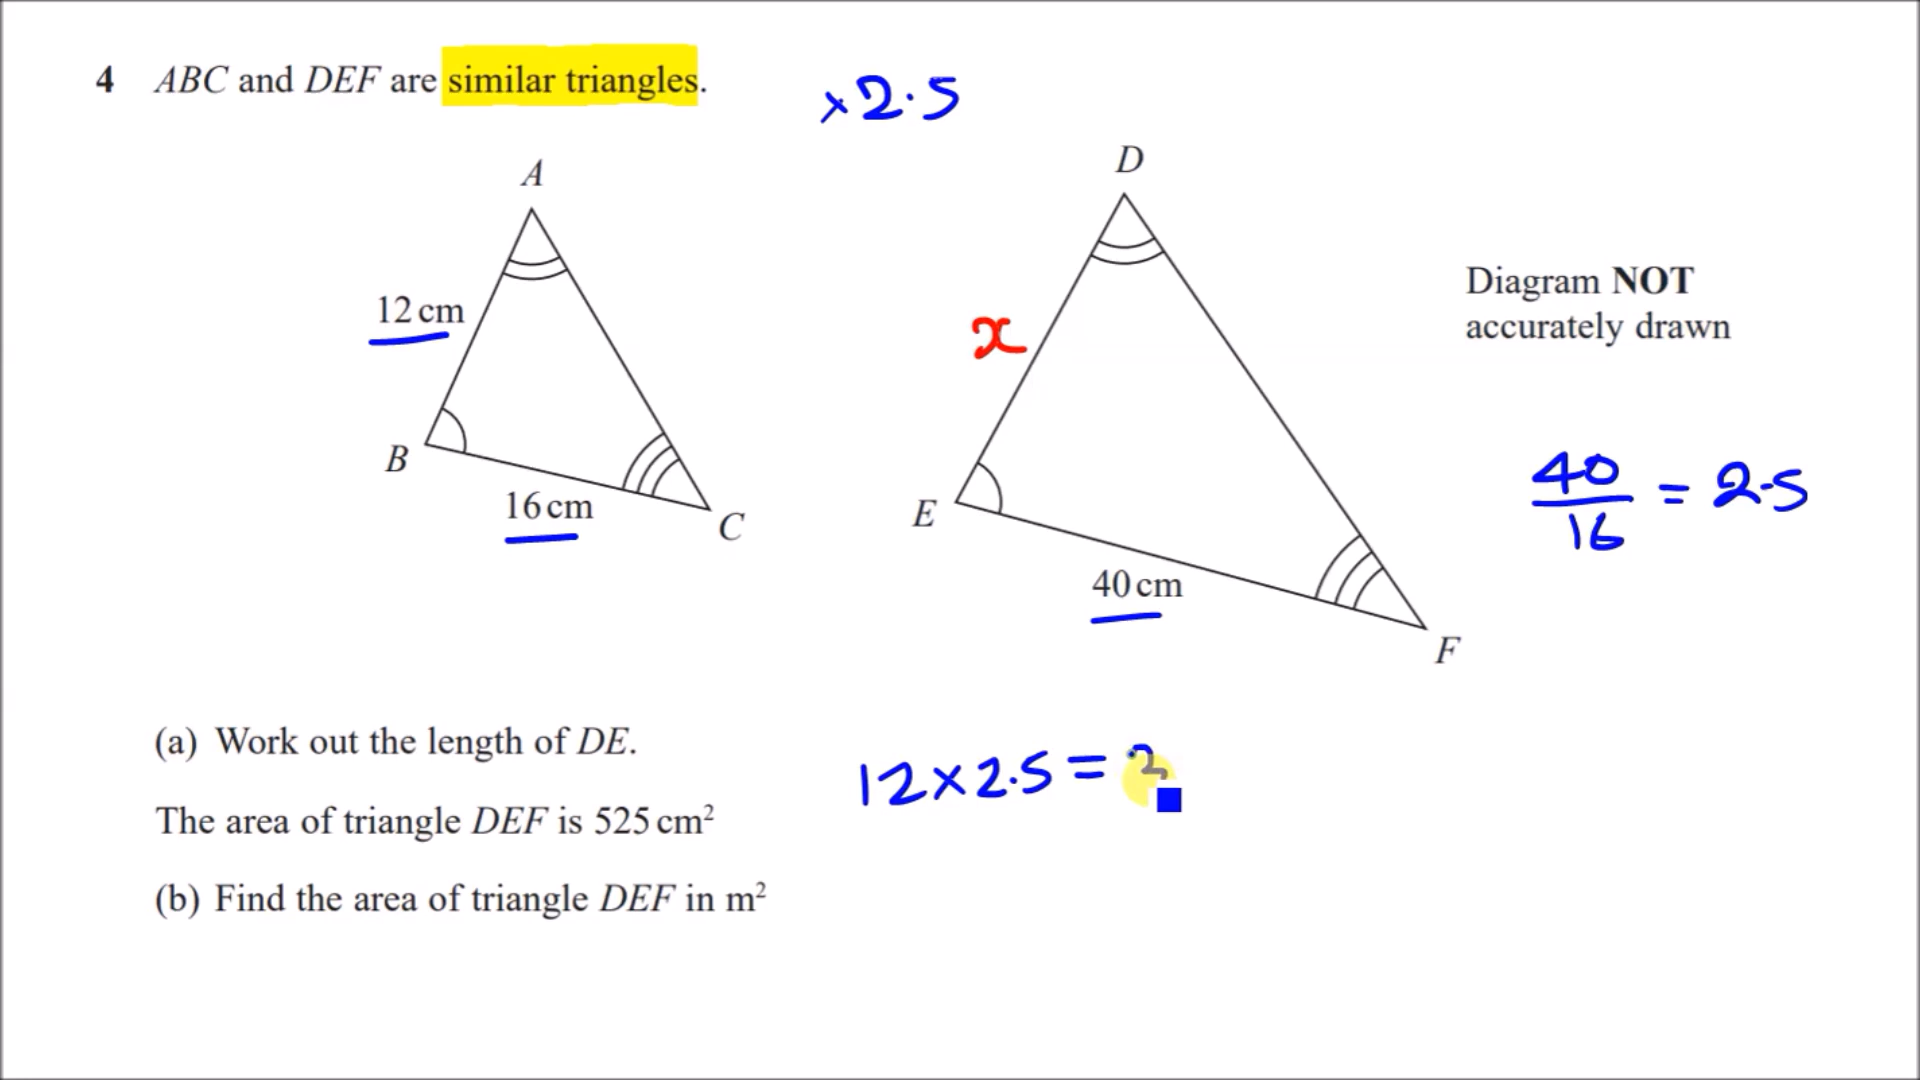 4 ABC and DEF are similar triangles.
×2.5
A
D
12 cm
x
Diagram NOT
accurately drawn
B
16 cm
C
E
40 cm
F
40/16 = 2.5
(a) Work out the length of DE.
12×2.5=
The area of triangle DEF is 525 cm²
(b) Find the area of triangle DEF in m²